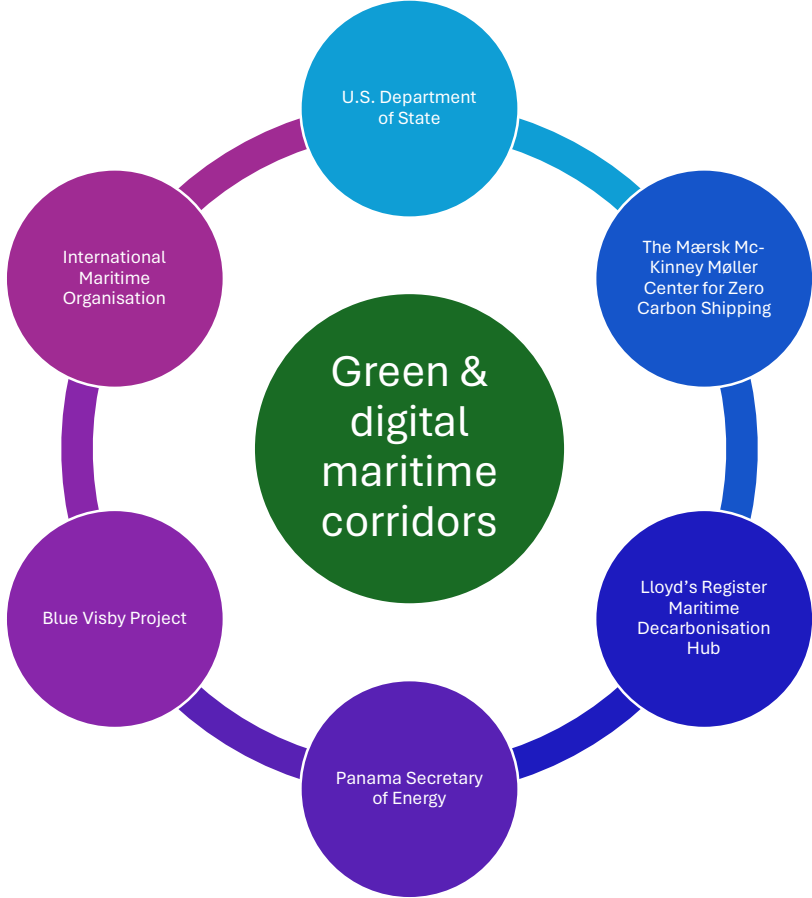 U.S. Department
of State
The Mærsk Mc-
Kinney Møller
Center for Zero
Carbon Shipping
Lloyd’s Register
Maritime
Decarbonisation
Hub
Panama Secretary
of Energy
Blue Visby Project
International
Maritime
Organisation
Green &
digital
maritime
corridors